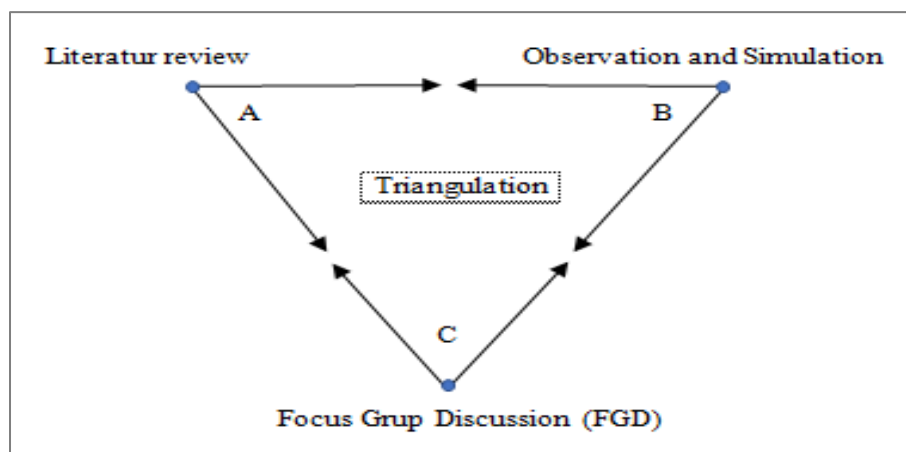 Literatur review
Observation and Simulation
A
B
Triangulation
C
Focus Grup Discussion (FGD)